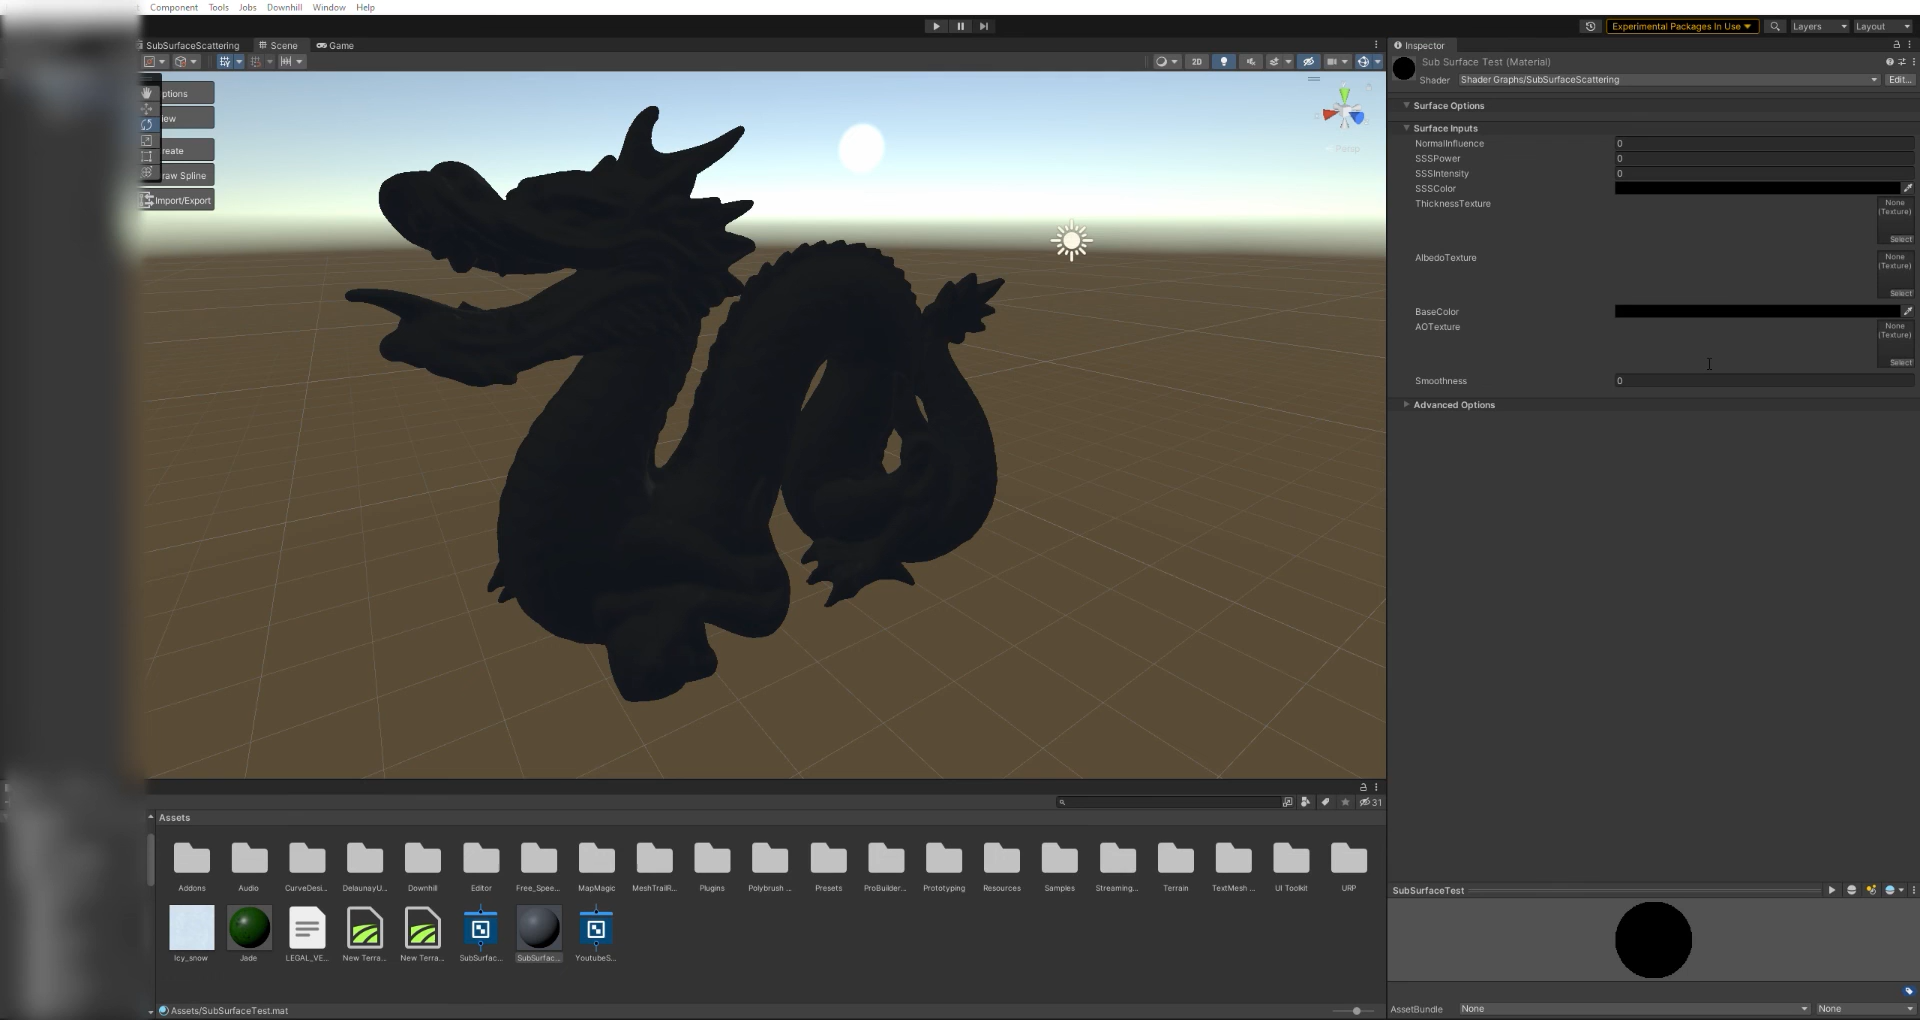 Component Tools Jobs Downhill Window Help
Experimental Packages In Use
Layers
Layout
SubSurfaceScattering
Scene
Game
2D
ptions
iew
reate
raw Spline
Import/Export
Persp
Inspector
Sub Surface Test (Material)
Shader
Shader Graphs/SubSurfaceScattering
Edit...
Surface Options
Surface Inputs
NormalInfluence
0
SSSPower
0
SSSIntensity
0
SSSColor
ThicknessTexture
None
(Texture)
Select
AlbedoTexture
None
(Texture)
Select
BaseColor
AOTexture
None
(Texture)
Select
Smoothness
0
Advanced Options
31
Assets
Addons
Audio
CurveDesi...
DelaunayU...
Downhill
Editor
Free_Spee...
MapMagic
MeshTrailR...
Plugins
Polybrush ...
Presets
ProBuilder...
Prototyping
Resources
Samples
Streaming...
Terrain
TextMesh ...
UI Toolkit
URP
Icy_snow
Jade
LEGAL_VE...
New Terra...
New Terra...
SubSurfac...
SubSurfac...
YoutubeS...
Assets/SubSurfaceTest.mat
SubSurfaceTest
AssetBundle
None
None